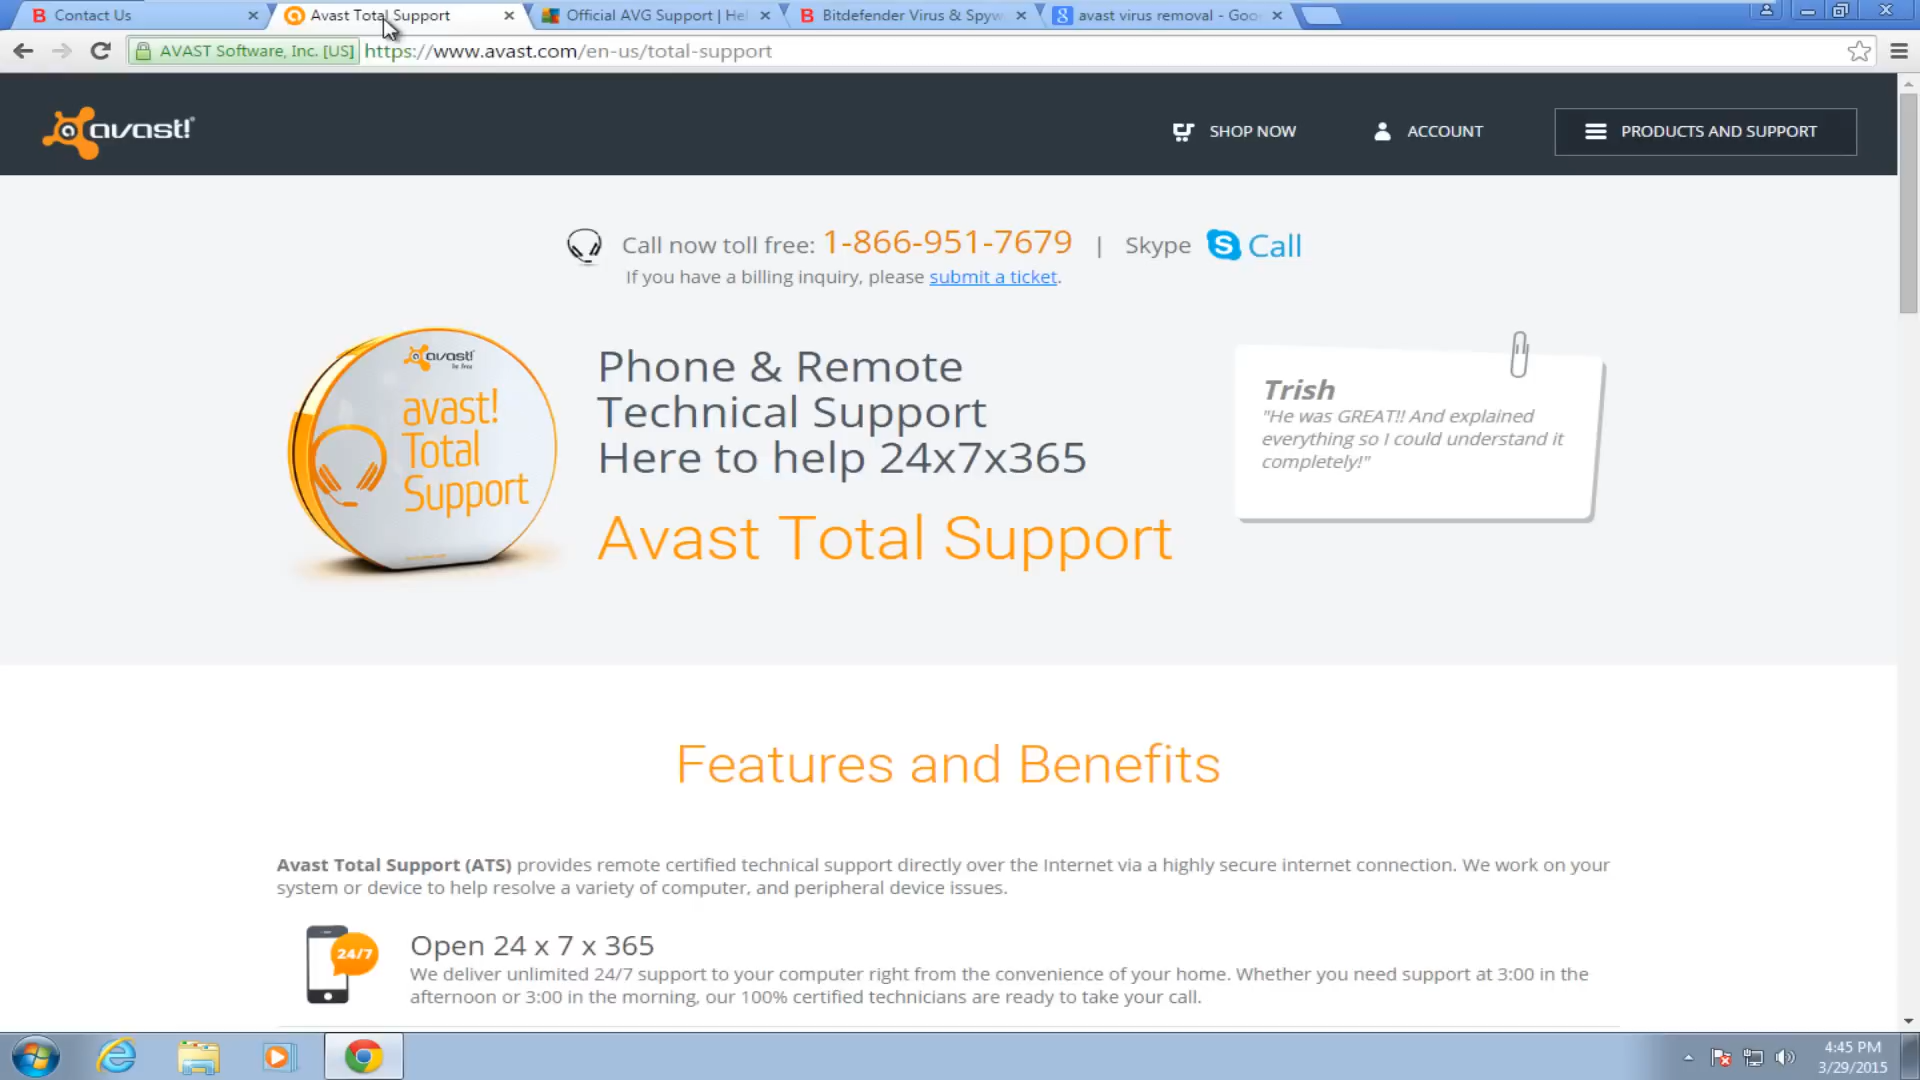 Contact Us
Avast Total Support
Official AVG Support | Hel
Bitdefender Virus & Spyw
avast virus removal - Goo
AVAST Software, Inc. [US] https://www.avast.com/en-us/total-support
avast!
SHOP NOW
ACCOUNT
PRODUCTS AND SUPPORT
Call now toll free: 1-866-951-7679 | Skype S Call
If you have a billing inquiry, please submit a ticket.
avast!
avast!
Total
Support
Phone & Remote
Technical Support
Here to help 24x7x365
Avast Total Support
Trish
"He was GREAT!! And explained
everything so I could understand it
completely!"
Features and Benefits
Avast Total Support (ATS) provides remote certified technical support directly over the Internet via a highly secure internet connection. We work on your
system or device to help resolve a variety of computer, and peripheral device issues.
24/7
Open 24 x 7 x 365
We deliver unlimited 24/7 support to your computer right from the convenience of your home. Whether you need support at 3:00 in the
afternoon or 3:00 in the morning, our 100% certified technicians are ready to take your call.
4:45 PM
3/29/2015